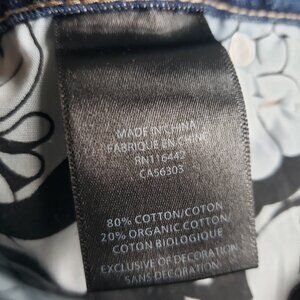 MADE IN CHINA
FABRIQUÉ EN CHINE
RN116442
CA56303
80% COTTON/COTON
20% ORGANIC COTTON/
COTON BIOLOGIQUE
EXCLUSIVE OF DECORATION
SANS DECORATION